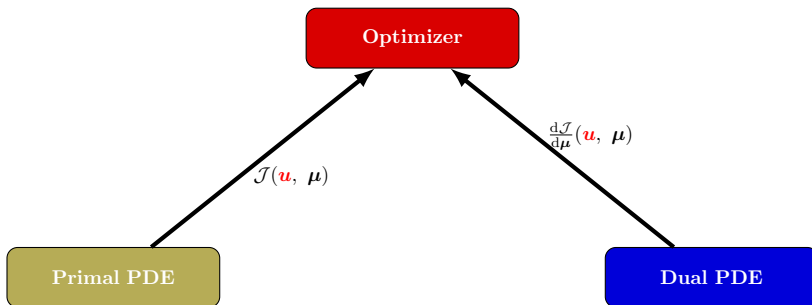 Optimizer
d𝒥/d𝝁(𝒖, 𝝁)
𝒥(𝒖, 𝝁)
Primal PDE
Dual PDE